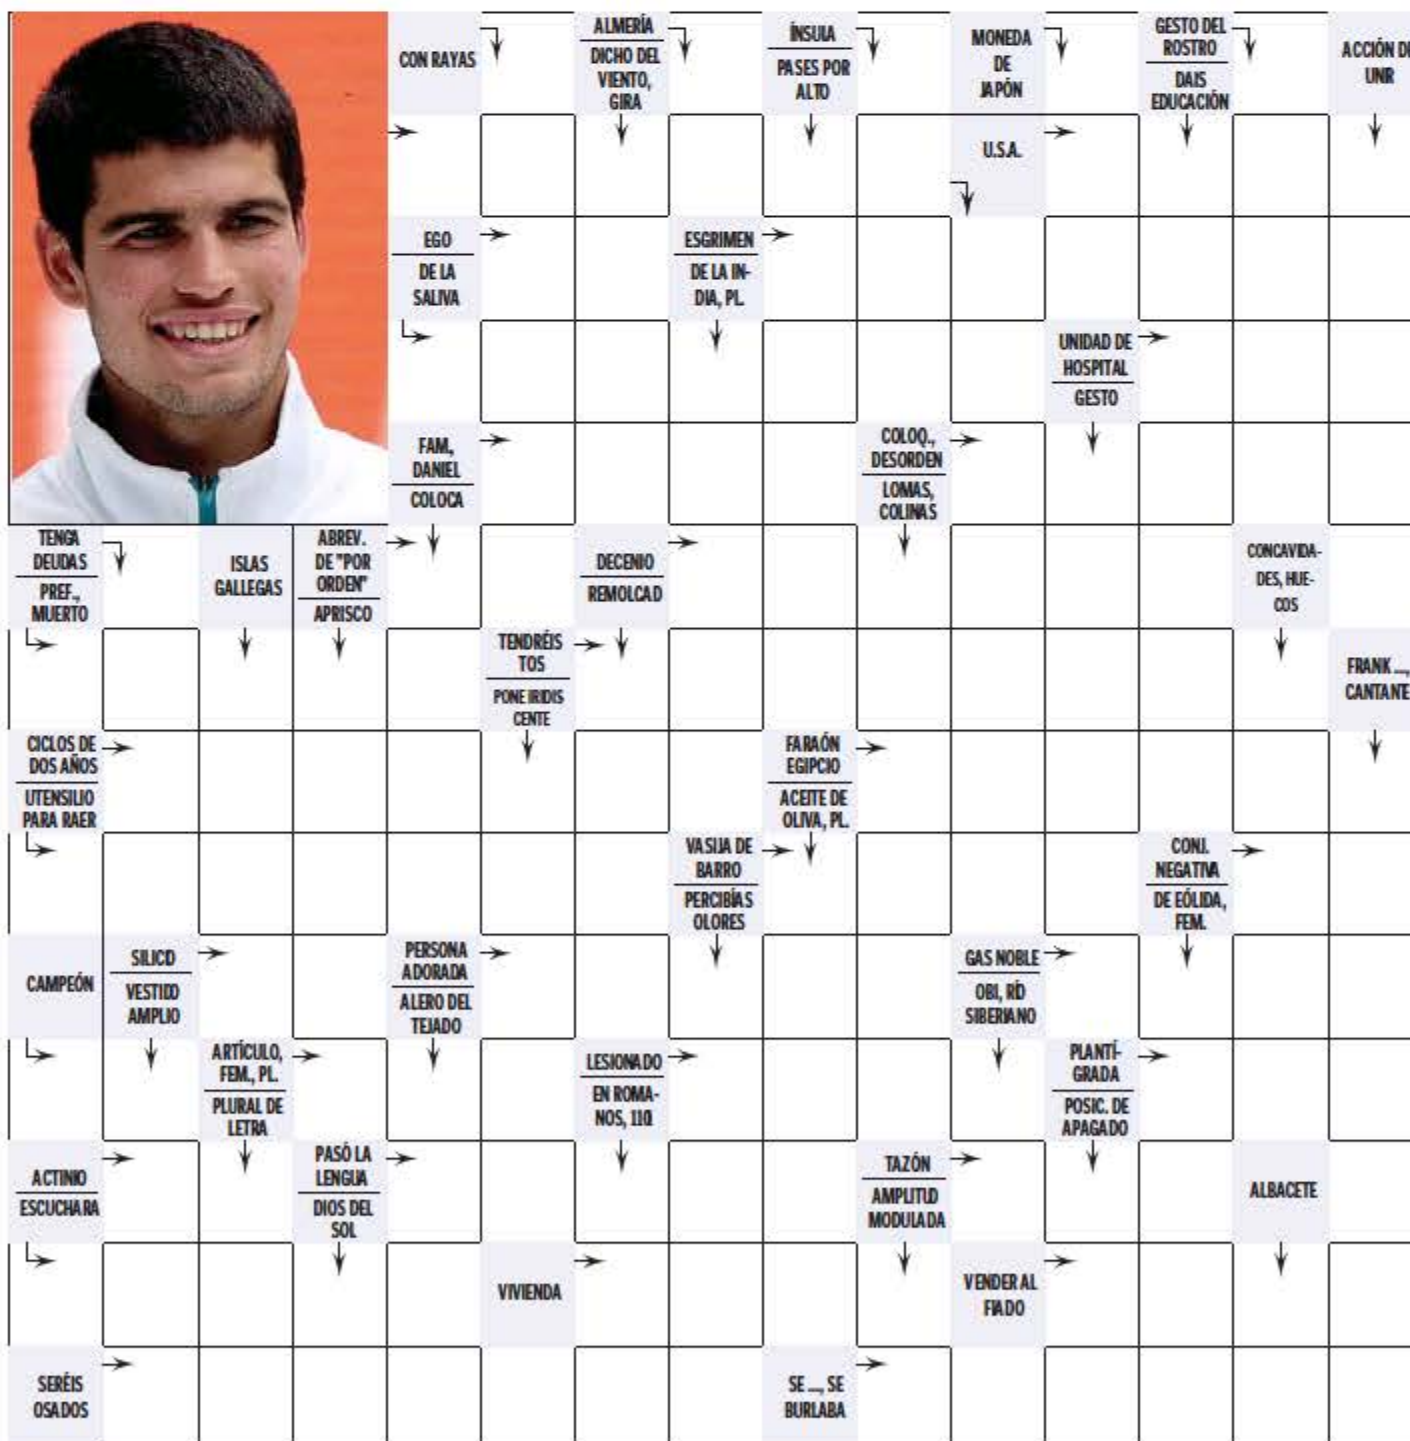 CON RAYAS
ALMERÍA
DICHO DEL
VIENTO,
GIRA
ÍNSULA
PASES POR
ALTO
MONEDA
DE
JAPÓN
GESTO DEL
ROSTRO
DAIS
EDUCACIÓN
ACCIÓN DE
UNIR
U.S.A.
EGO
DE LA
SALIVA
ESGRIMEN
DE LA IN-
DIA, PL.
UNIDAD DE
HOSPITAL
GESTO
FAM.,
DANIEL
COLOCA
COLOQ.,
DESORDEN
LOMAS,
COLINAS
TENGA
DEUDAS
PREF.,
MUERTO
ISLAS
GALLEGAS
ABREV.
DE "POR
ORDEN"
APRISCO
DECENIO
REMOLCAD
CONCAVIDA-
DES, HUE-
COS
TENDRÉIS
TOS
PONE IRIDIS
CENTE
FRANK ...,
CANTANTE
CICLOS DE
DOS AÑOS
UTENSILIO
PARA RAER
FARAÓN
EGIPCIO
ACEITE DE
OLIVA, PL.
VASIJA DE
BARRO
PERCIBÍAS
OLORES
CONJ.
NEGATIVA
DE EÓLIDA,
FEM.
CAMPEÓN
SILICIO
VESTIDO
AMPLIO
PERSONA
ADORADA
ALERO DEL
TEJADO
GAS NOBLE
OBI, RÍO
SIBERIANO
ARTÍCULO,
FEM., PL.
PLURAL DE
LETRA
LESIONADO
EN ROMA-
NOS, 110
PLANTÍ-
GRADA
POSIC. DE
APAGADO
ACTINIO
ESCUCHARA
PASÓ LA
LENGUA
DIOS DEL
SOL
TAZÓN
AMPLITUD
MODULADA
ALBACETE
VIVIENDA
VENDER AL
FIADO
SERÉIS
OSADOS
SE ..., SE
BURLABA